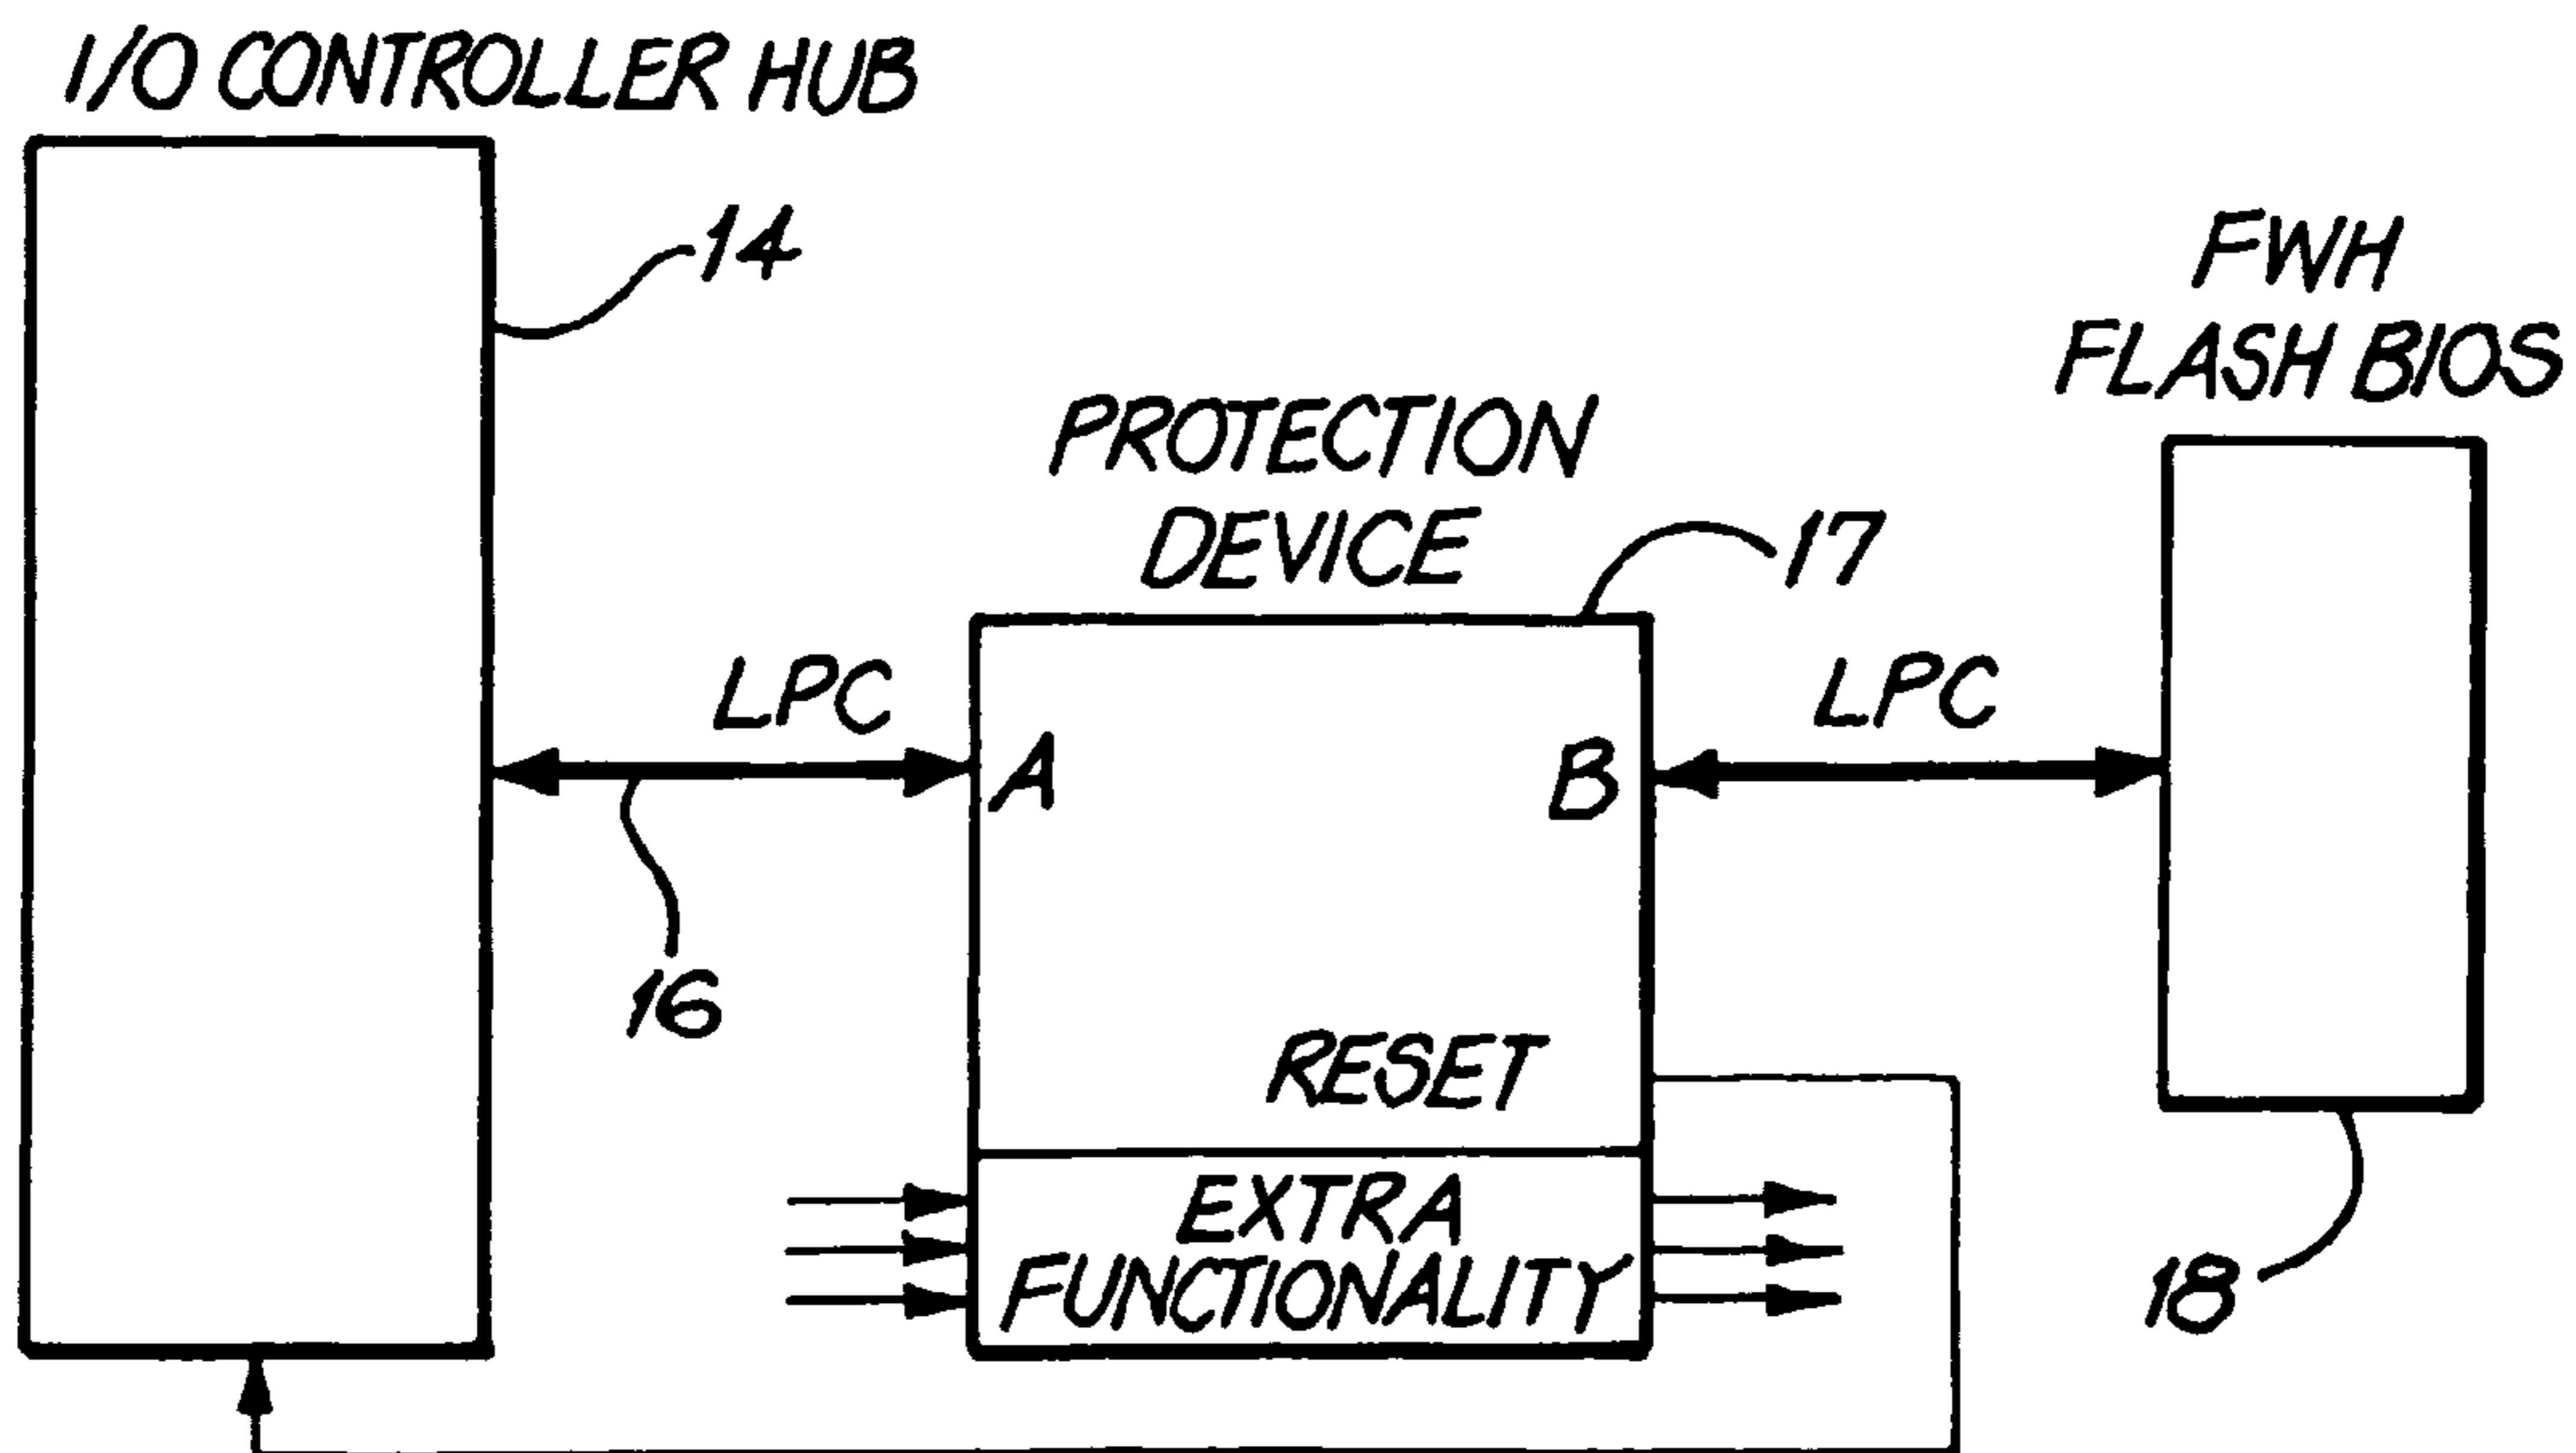 I/O CONTROLLER HUB
14
FWH
FLASH BIOS
PROTECTION
DEVICE
17
LPC
LPC
A
B
16
RESET
EXTRA
FUNCTIONALITY
18